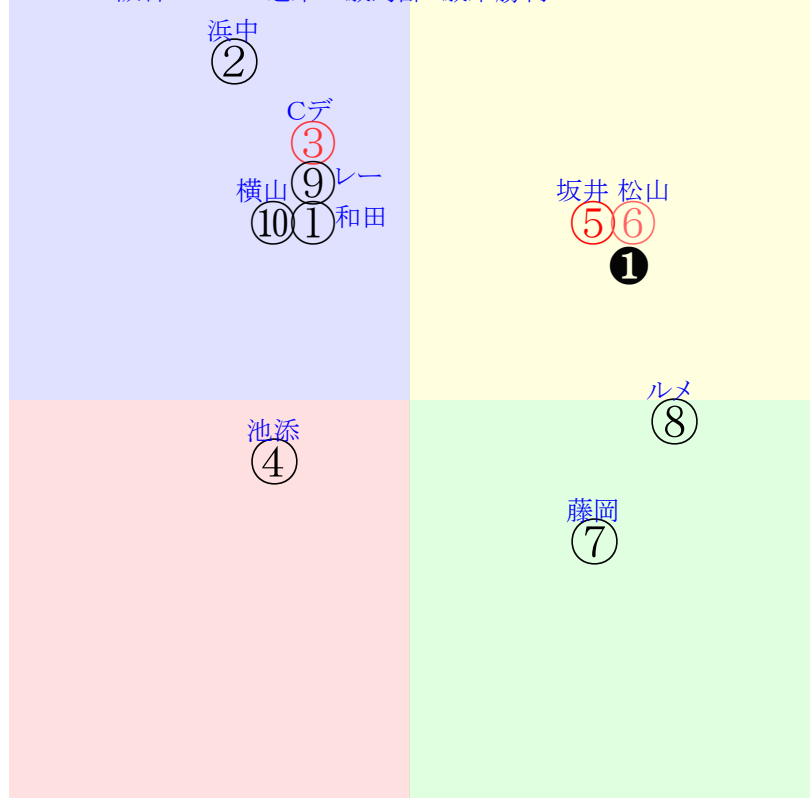 浜中
②
Cデ
③
⑨ レー
横山 坂井 松山
⑩ ① 和田 ⑤ ⑥
❶
ルメ
⑧
池添
④
藤岡
⑦